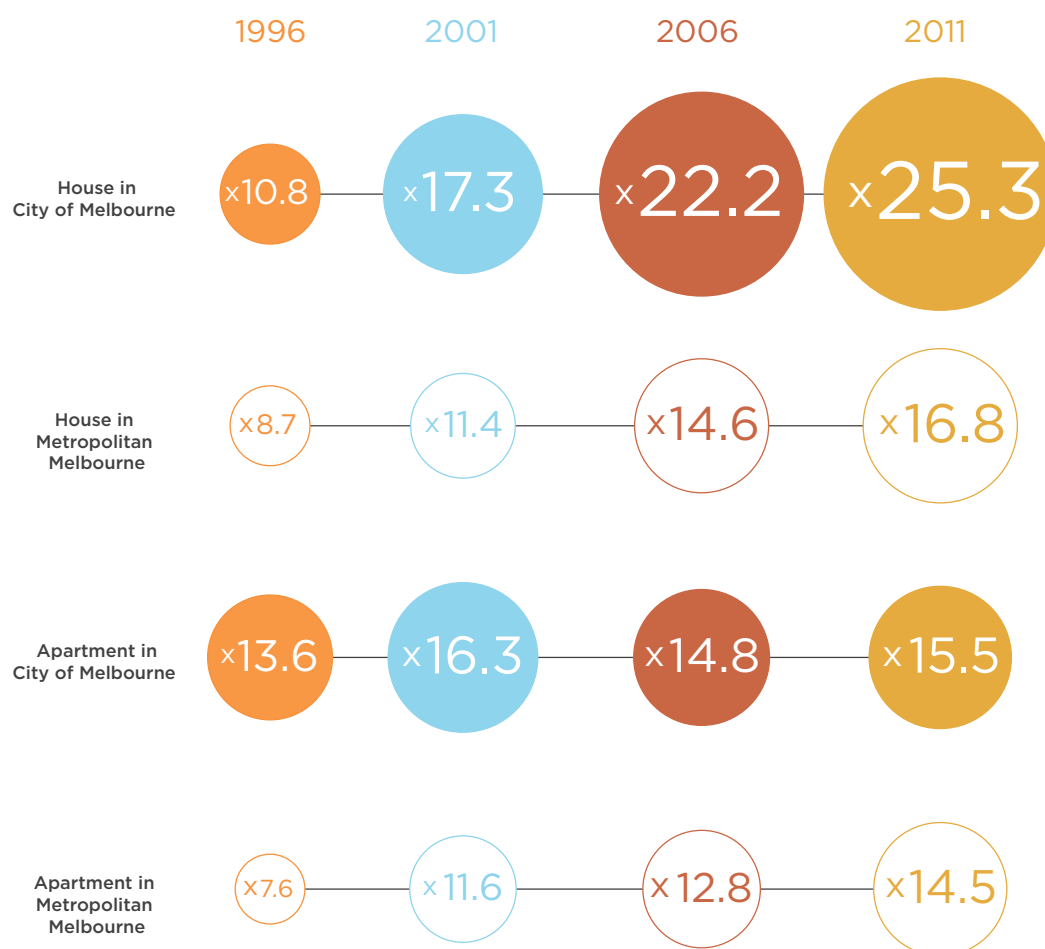 1996 2001 2006 2011
House in
City of Melbourne
x10.8 x17.3 x22.2 x25.3
House in
Metropolitan
Melbourne
x8.7 x11.4 x14.6 x16.8
Apartment in
City of Melbourne
x13.6 x16.3 x14.8 x15.5
Apartment in
Metropolitan
Melbourne
x7.6 x11.6 x12.8 x14.5